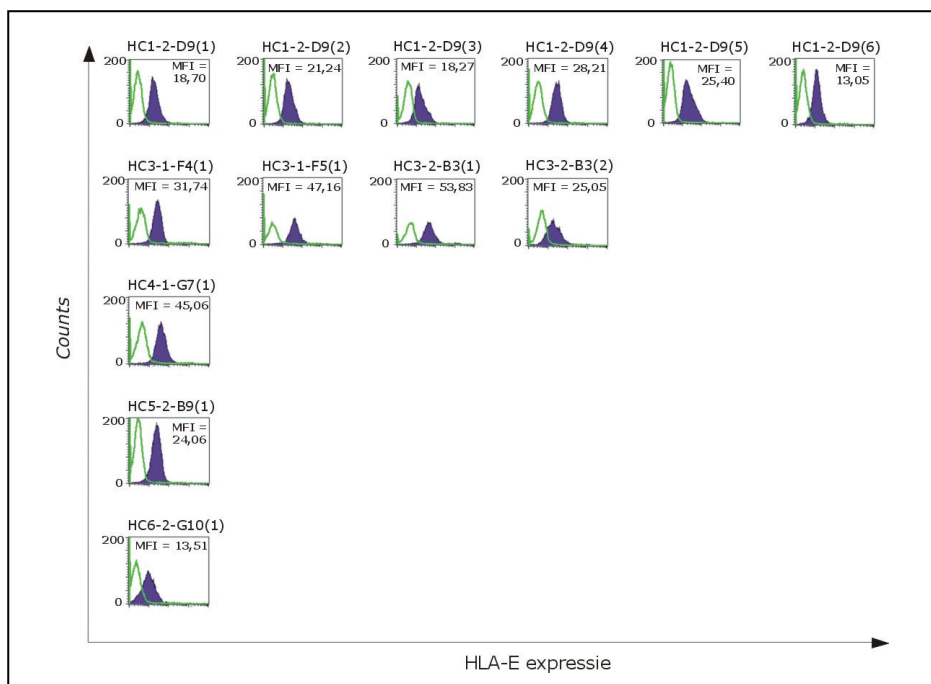 HC1-2-D9(1) HC1-2-D9(2) HC1-2-D9(3) HC1-2-D9(4) HC1-2-D9(5) HC1-2-D9(6)
200 MFI = 18,70 0
200 MFI = 21,24 0
200 MFI = 18,27 0
200 MFI = 28,21 0
200 MFI = 25,40 0
200 MFI = 13,05 0
HC3-1-F4(1) HC3-1-F5(1) HC3-2-B3(1) HC3-2-B3(2)
200 MFI = 31,74 0
200 MFI = 47,16 0
200 MFI = 53,83 0
200 MFI = 25,05 0
HC4-1-G7(1)
200 MFI = 45,06 0
HC5-2-B9(1)
200 MFI = 24,06 0
HC6-2-G10(1)
200 MFI = 13,51 0
Counts
HLA-E expressie